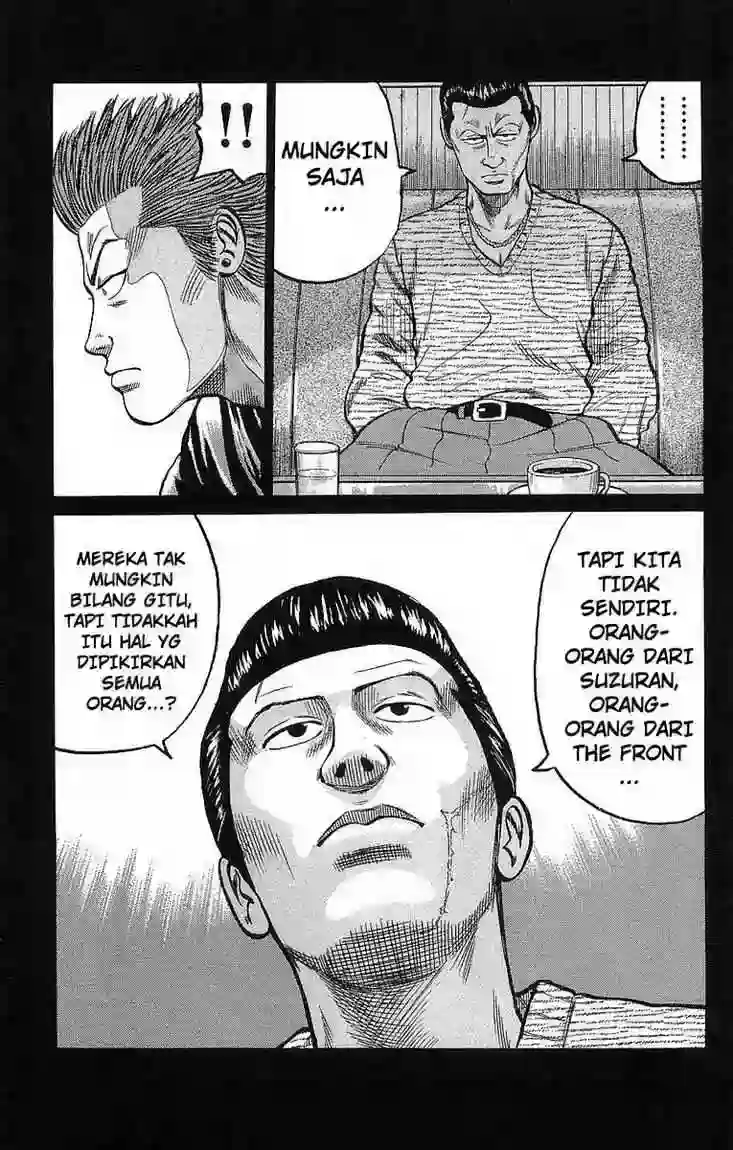 ......
MUNGKIN
SAJA
...
!!
TAPI KITA
TIDAK
SENDIRI.
ORANG-
ORANG DARI
SUZURAN,
ORANG-
ORANG DARI
THE FRONT
...
MEREKA TAK
MUNGKIN
BILANG GITU,
TAPI TIDAKKAH
ITU HAL YG
DIPIKIRKAN
SEMUA
ORANG...?